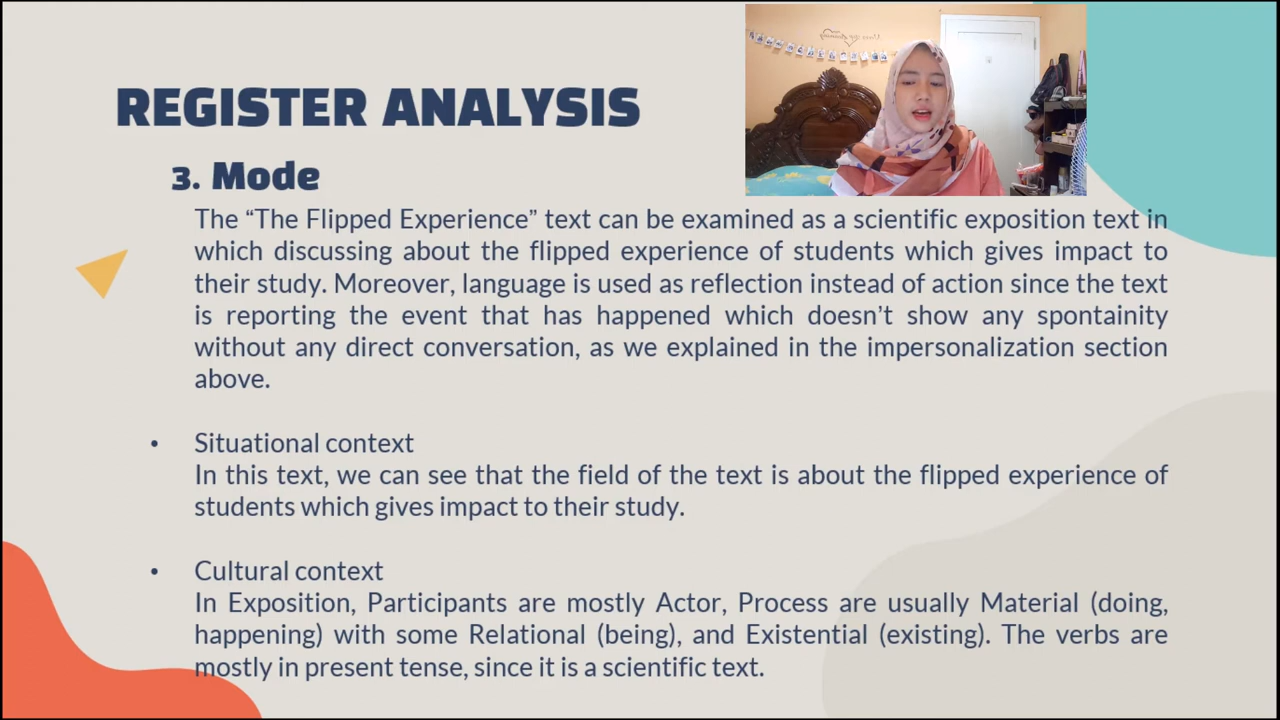 REGISTER ANALYSIS
3. Mode
The “The Flipped Experience” text can be examined as a scientific exposition text in
which discussing about the flipped experience of students which gives impact to
their study. Moreover, language is used as reflection instead of action since the text
is reporting the event that has happened which doesn’t show any spontainity
without any direct conversation, as we explained in the impersonalization section
above.
• Situational context
In this text, we can see that the field of the text is about the flipped experience of
students which gives impact to their study.
• Cultural context
In Exposition, Participants are mostly Actor, Process are usually Material (doing,
happening) with some Relational (being), and Existential (existing). The verbs are
mostly in present tense, since it is a scientific text.